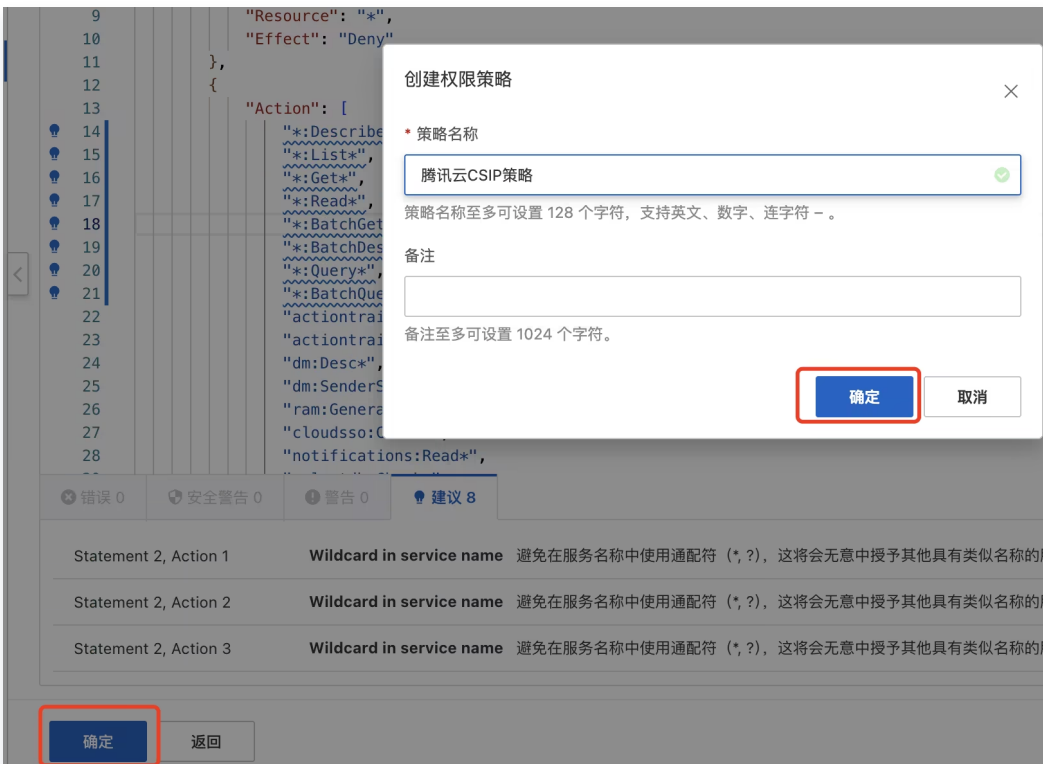 9 "Resource": "*",
10 "Effect": "Deny"
11 },
12 {
13 "Action": [
14 "*:Describe
15 "*:List*",
16 "*:Get*",
17 "*:Read*",
18 "*:BatchGet
19 "*:BatchDes
20 "*:Query*",
21 "*:BatchQue
22 "actiontrai
23 "actiontrai
24 "dm:Desc*",
25 "dm:SenderS
26 "ram:Genera
27 "cloudsso:C
28 "notifications:Read*",
创建权限策略
* 策略名称
腾讯云CSIP策略
策略名称至多可设置 128 个字符，支持英文、数字、连字符 – 。
备注
备注至多可设置 1024 个字符。
确定 取消
错误 0 安全警告 0 警告 0 建议 8
Statement 2, Action 1 Wildcard in service name 避免在服务名称中使用通配符（*, ?），这将会无意中授予其他具有类似名称的
Statement 2, Action 2 Wildcard in service name 避免在服务名称中使用通配符（*, ?），这将会无意中授予其他具有类似名称的
Statement 2, Action 3 Wildcard in service name 避免在服务名称中使用通配符（*, ?），这将会无意中授予其他具有类似名称的
确定 返回